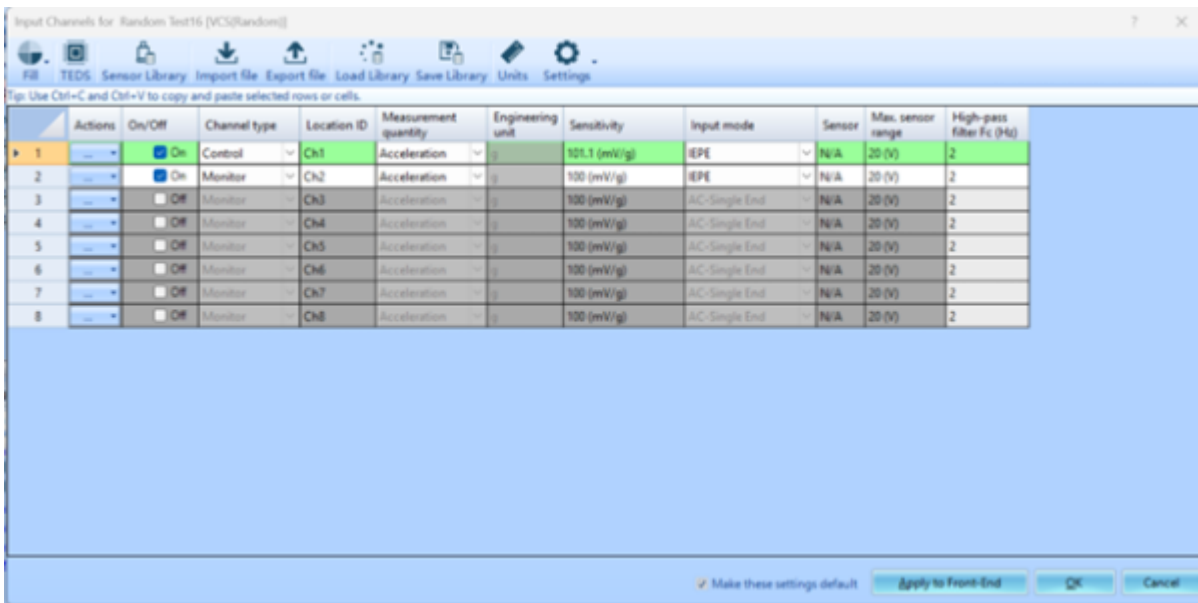 Input Channels for Random Test16 [VCS(Random)] ? ×
Fill TEDS Sensor Library Import file Export file Load Library Save Library Units Settings
Tip: Use Ctrl+C and Ctrl+V to copy and paste selected rows or cells.
Actions On/Off Channel type Location ID Measurement quantity Engineering unit Sensitivity Input mode Sensor Max. sensor range High-pass filter Fc (Hz)
1 ... On Control Ch1 Acceleration g 101.1 (mV/g) IEPE N/A 20 (V) 2
2 ... On Monitor Ch2 Acceleration g 100 (mV/g) IEPE N/A 20 (V) 2
3 ... Off Monitor Ch3 Acceleration g 100 (mV/g) AC-Single End N/A 20 (V) 2
4 ... Off Monitor Ch4 Acceleration g 100 (mV/g) AC-Single End N/A 20 (V) 2
5 ... Off Monitor Ch5 Acceleration g 100 (mV/g) AC-Single End N/A 20 (V) 2
6 ... Off Monitor Ch6 Acceleration g 100 (mV/g) AC-Single End N/A 20 (V) 2
7 ... Off Monitor Ch7 Acceleration g 100 (mV/g) AC-Single End N/A 20 (V) 2
8 ... Off Monitor Ch8 Acceleration g 100 (mV/g) AC-Single End N/A 20 (V) 2
Make these settings default Apply to Front-End OK Cancel